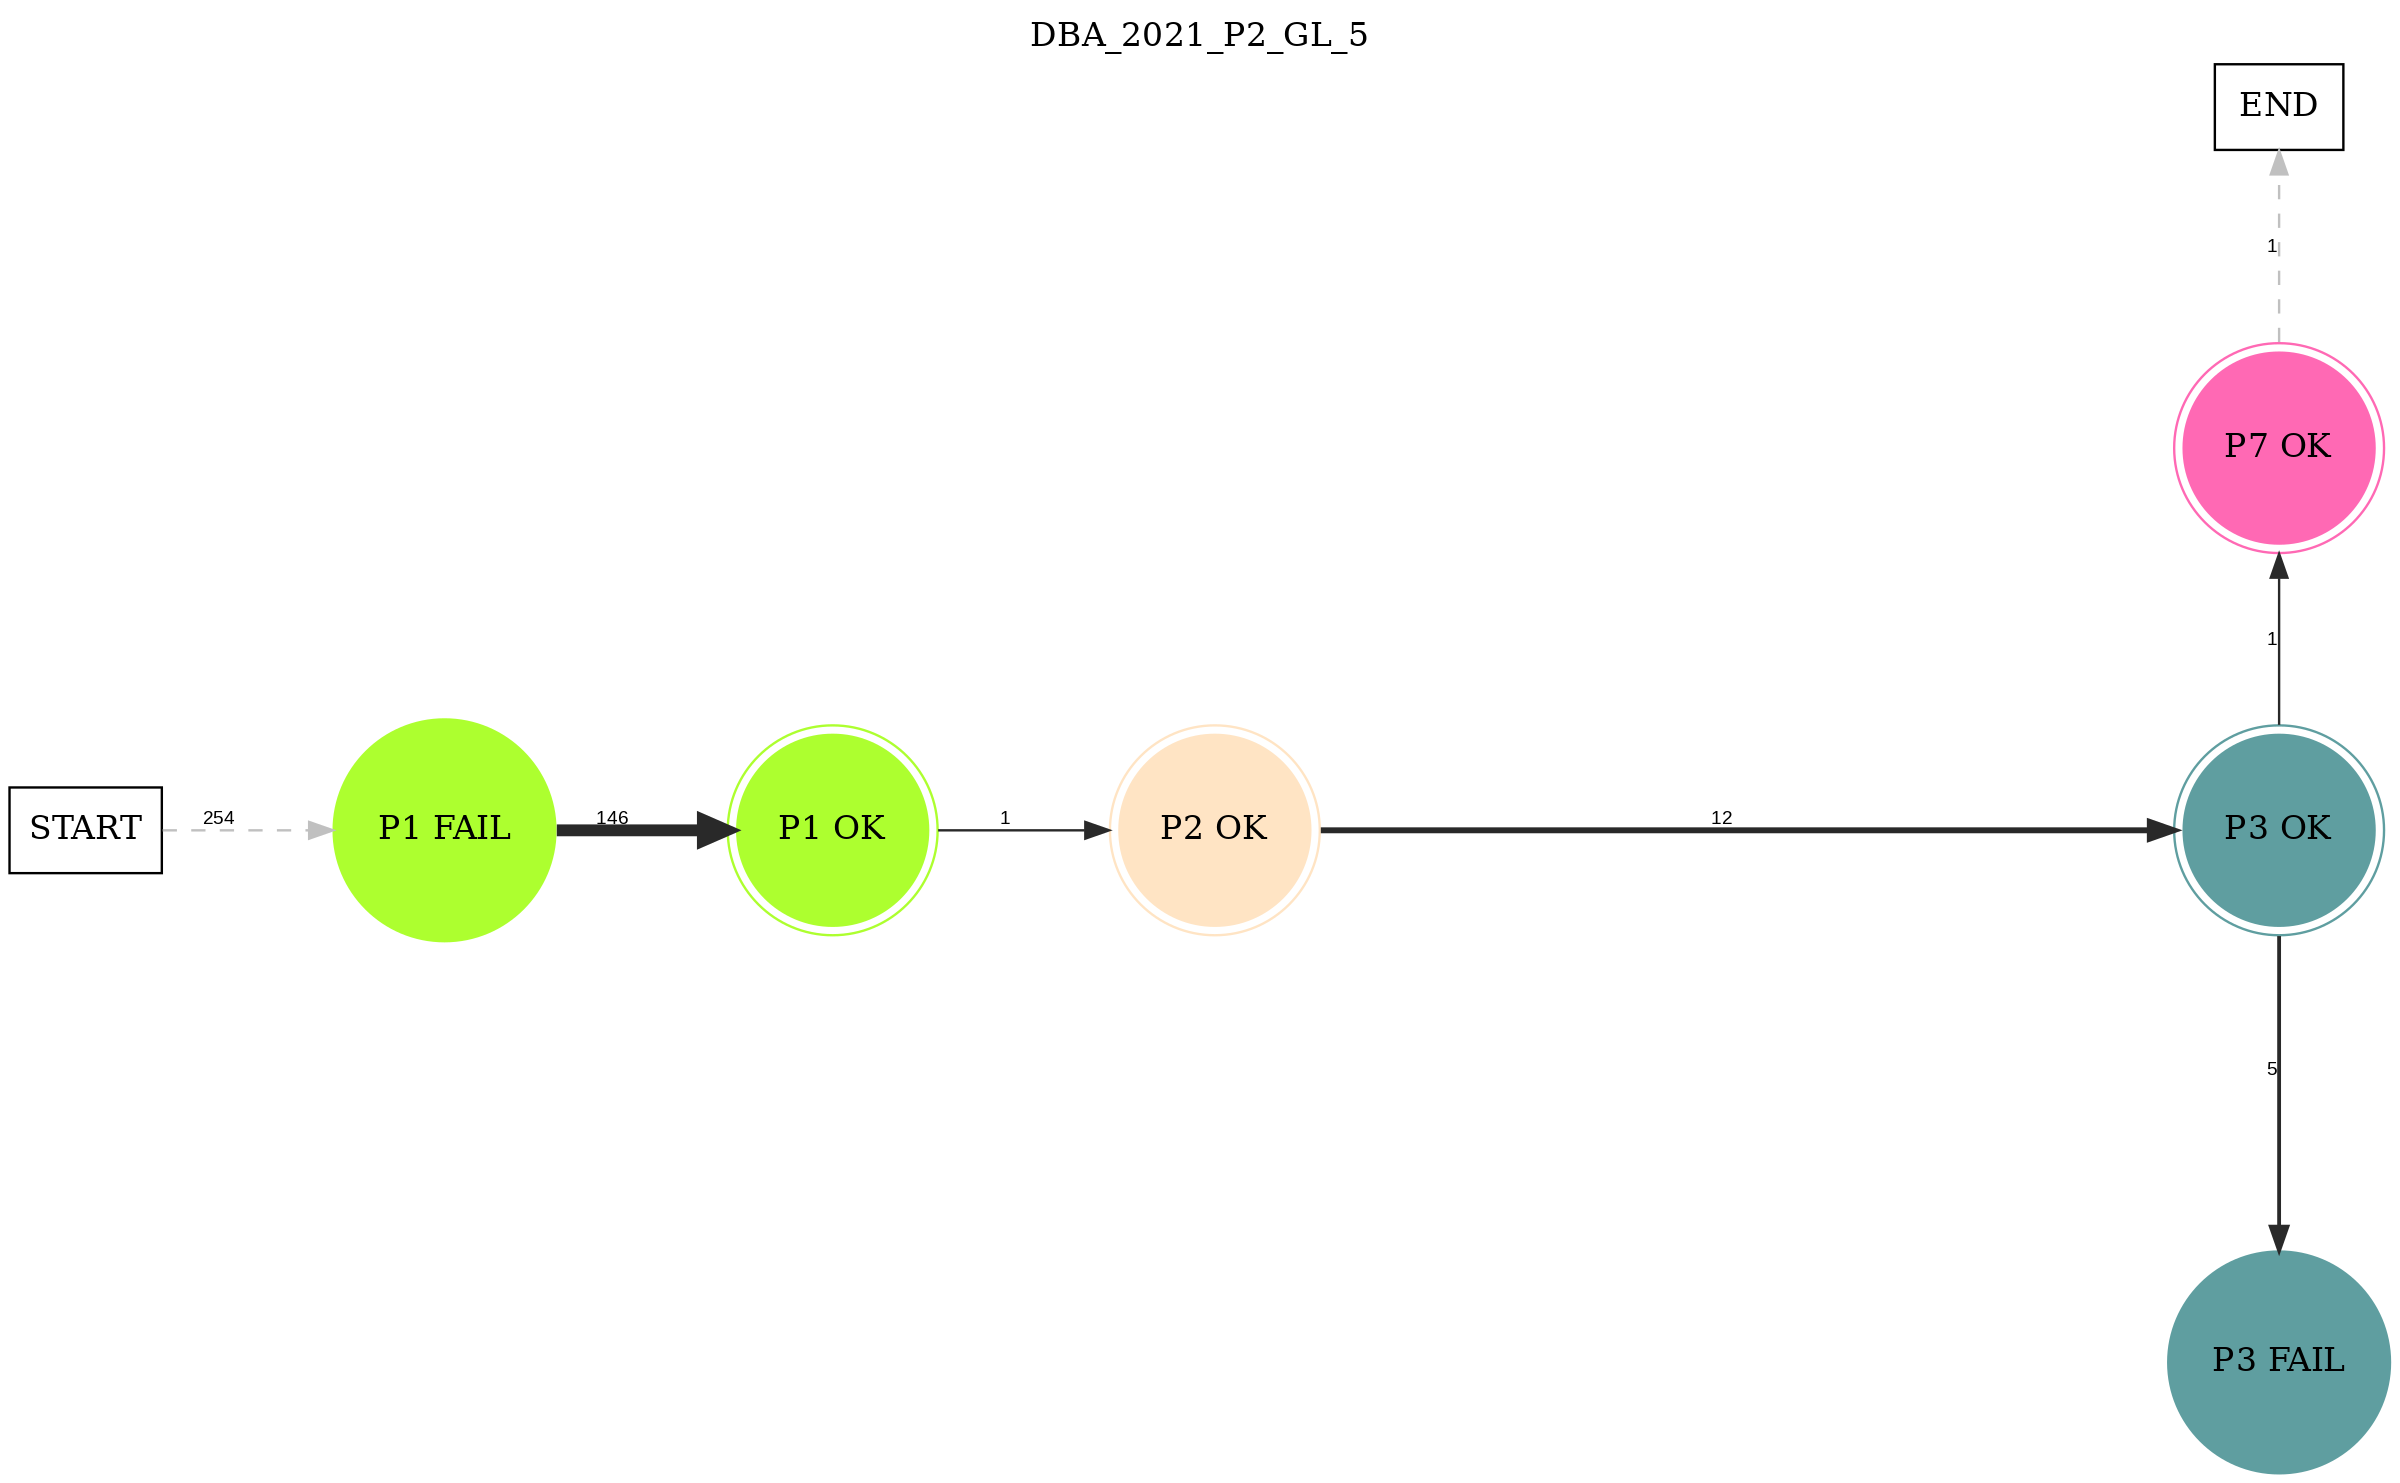 DBA_2021_P2_GL_5
END
1
P7 OK
1
START
254
P1 FAIL
146
P1 OK
1
P2 OK
12
P3 OK
5
P3 FAIL